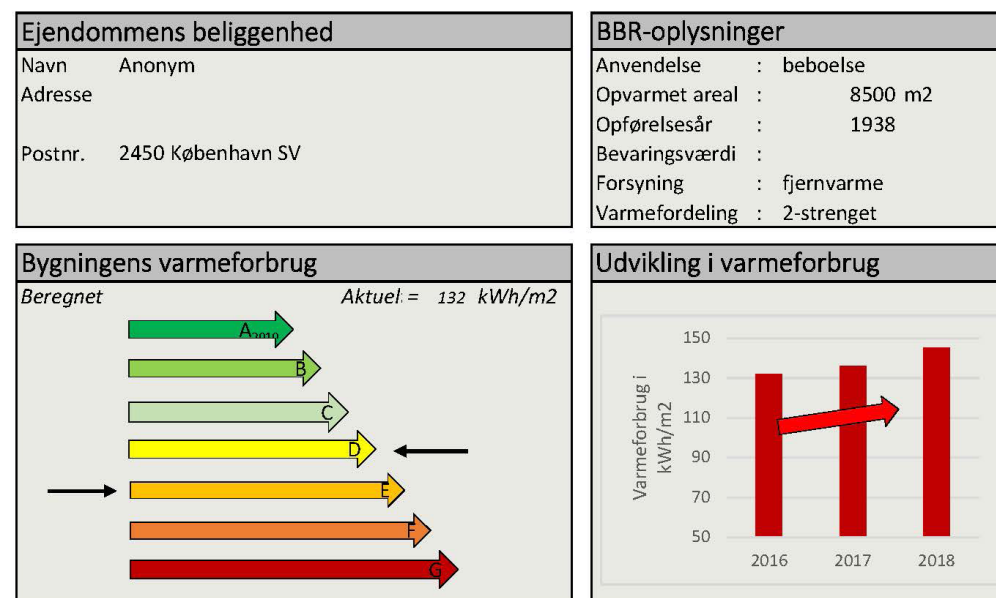 Ejendommens beliggenhed
Navn Anonym
Adresse
Postnr. 2450 København SV
BBR-oplysninger
Anvendelse : beboelse
Opvarmet areal : 8500 m2
Opførelsesår : 1938
Bevaringsværdi :
Forsyning : fjernvarme
Varmefordeling : 2-strenget
Bygningens varmeforbrug
Beregnet Aktuel = 132 kWh/m2
A2010
B
C
D
E
F
G
Udvikling i varmeforbrug
Varmeforbrug i
kWh/m2
150
130
110
90
70
50
2016 2017 2018